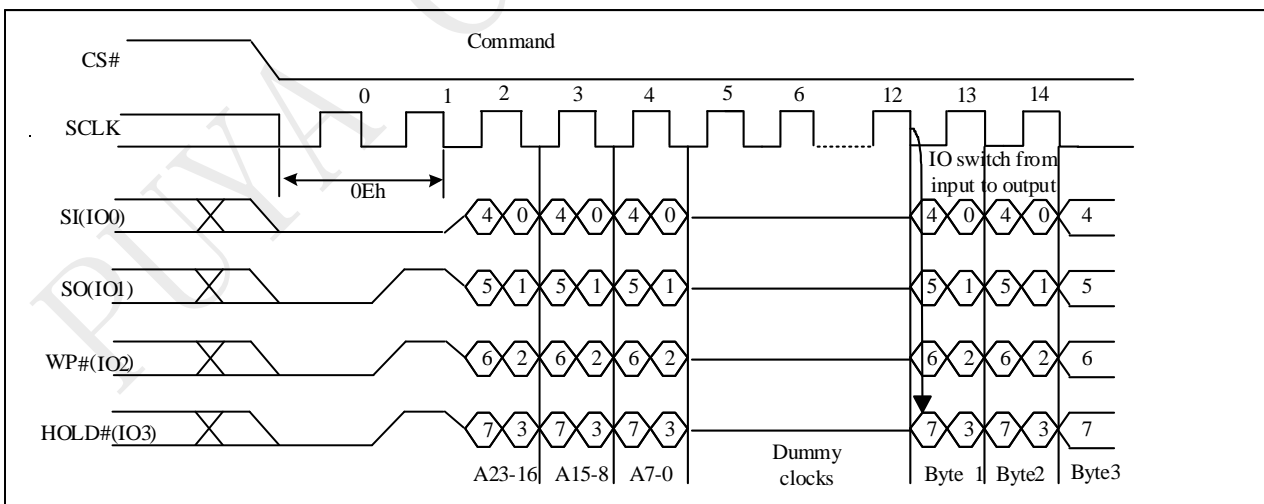 Command
CS#
0 1 2 3 4 5 6 12 13 14
SCLK
IO switch from
input to output
0Eh
SI(IO0) 4 0 4 0 4 0 4 0 4 0 4
SO(IO1) 5 1 5 1 5 1 5 1 5 1 5
WP#(IO2) 6 2 6 2 6 2 6 2 6 2 6
HOLD#(IO3) 7 3 7 3 7 3 7 3 7 3 7
A23-16 A15-8 A7-0 Dummy
clocks Byte 1 Byte2 Byte3
PUYA C